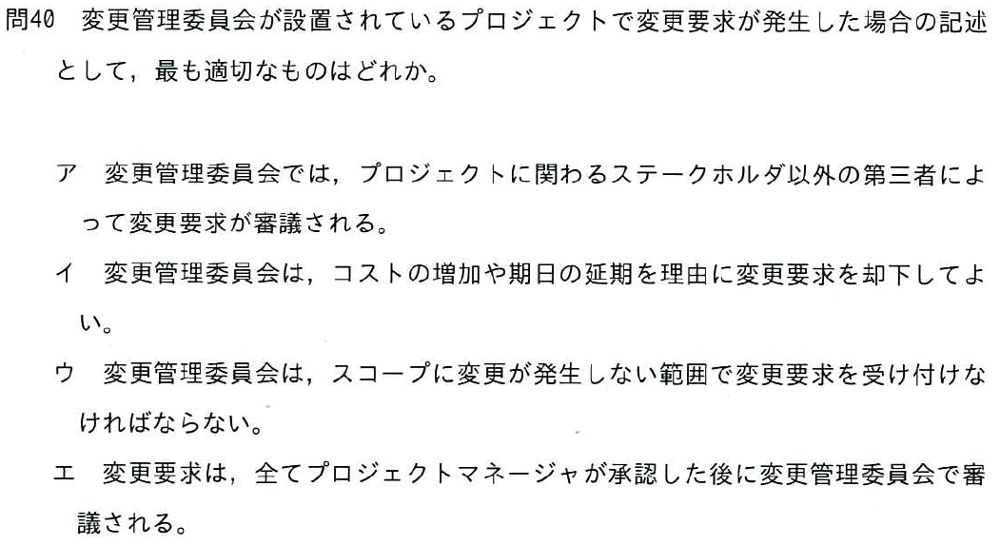 問40　変更管理委員会が設置されているプロジェクトで変更要求が発生した場合の記述
として，最も適切なものはどれか。
ア　変更管理委員会では，プロジェクトに関わるステークホルダ以外の第三者によ
って変更要求が審議される。
イ　変更管理委員会は，コストの増加や期日の延期を理由に変更要求を却下してよ
い。
ウ　変更管理委員会は，スコープに変更が発生しない範囲で変更要求を受け付けな
ければならない。
エ　変更要求は，全てプロジェクトマネージャが承認した後に変更管理委員会で審
議される。